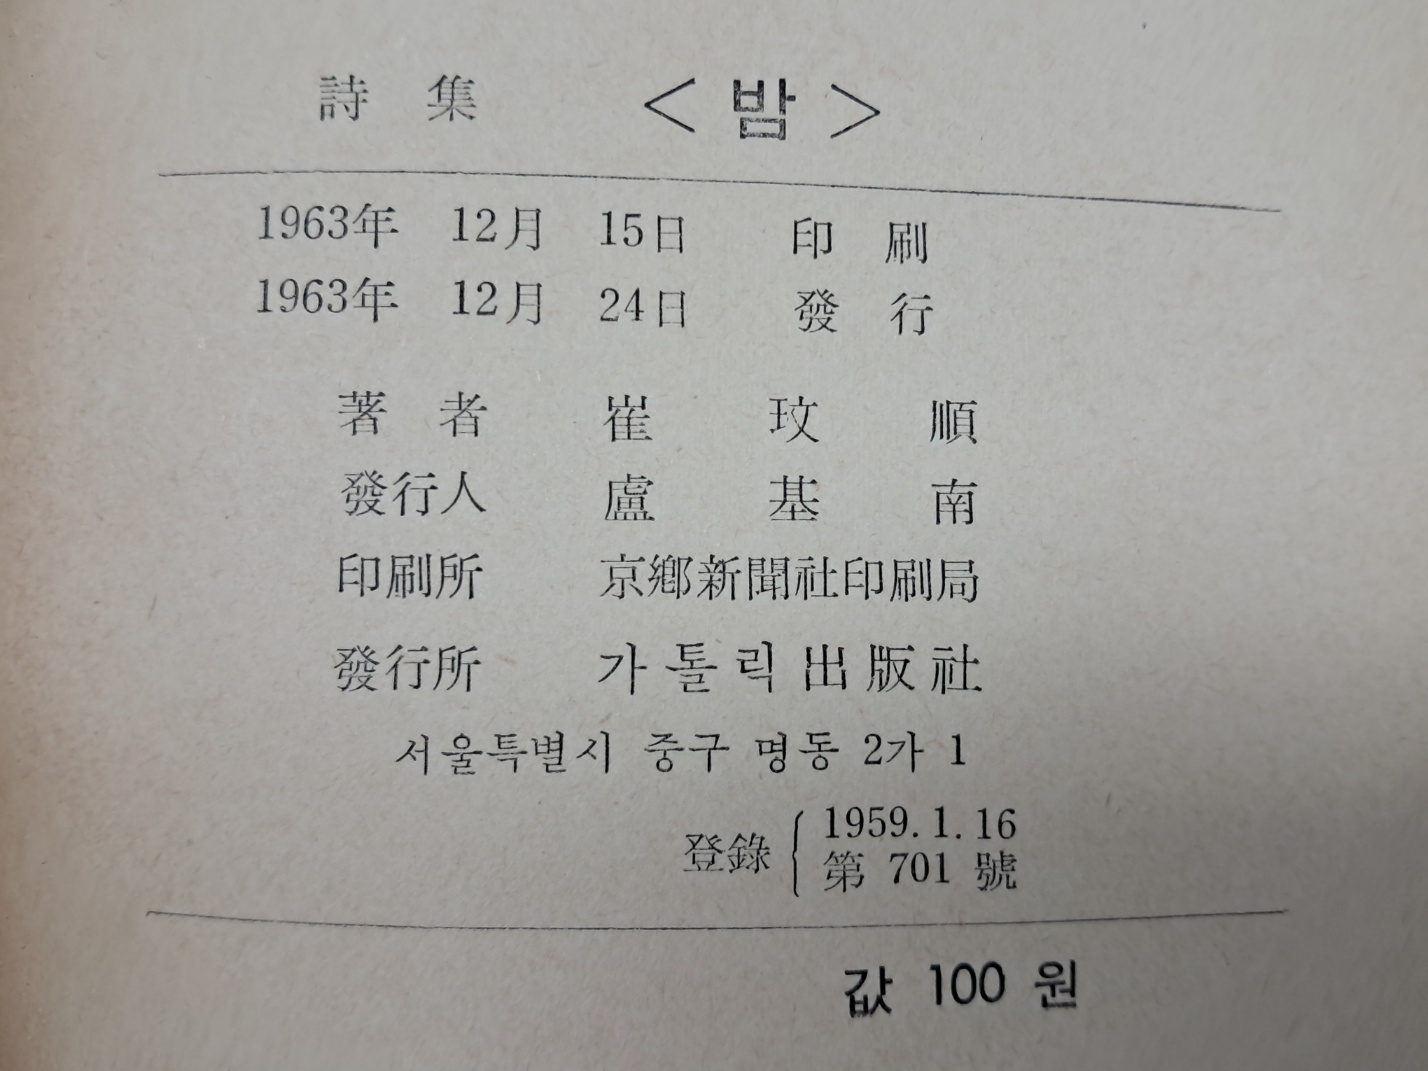 詩集 <밤>
1963年 12月 15日 印刷
1963年 12月 24日 發行
著者 崔玟順
發行人 盧基南
印刷所 京鄕新聞社印刷局
發行所 가톨릭出版社
서울특별시 중구 명동 2가 1
登錄 { 1959. 1. 16
第 701 號
값 100 원